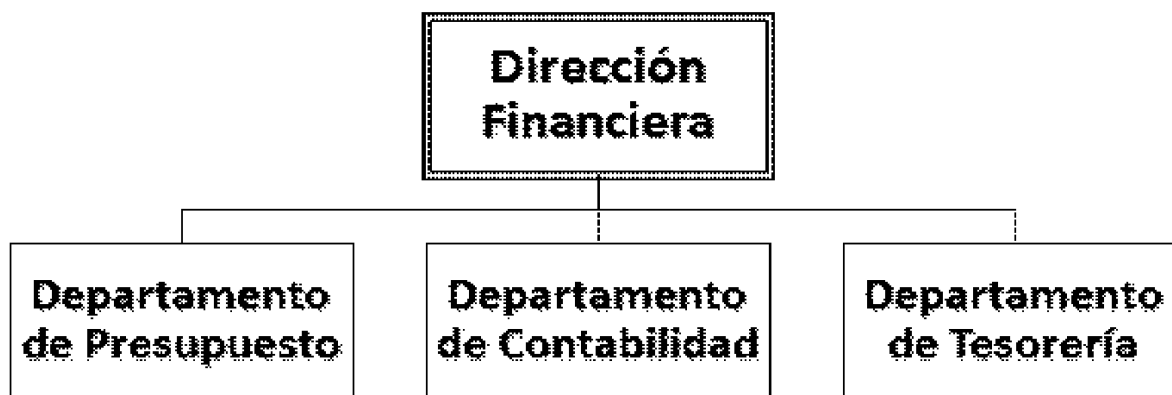 Dirección
Financiera
Departamento
de Presupuesto
Departamento
de Contabilidad
Departamento
de Tesorería